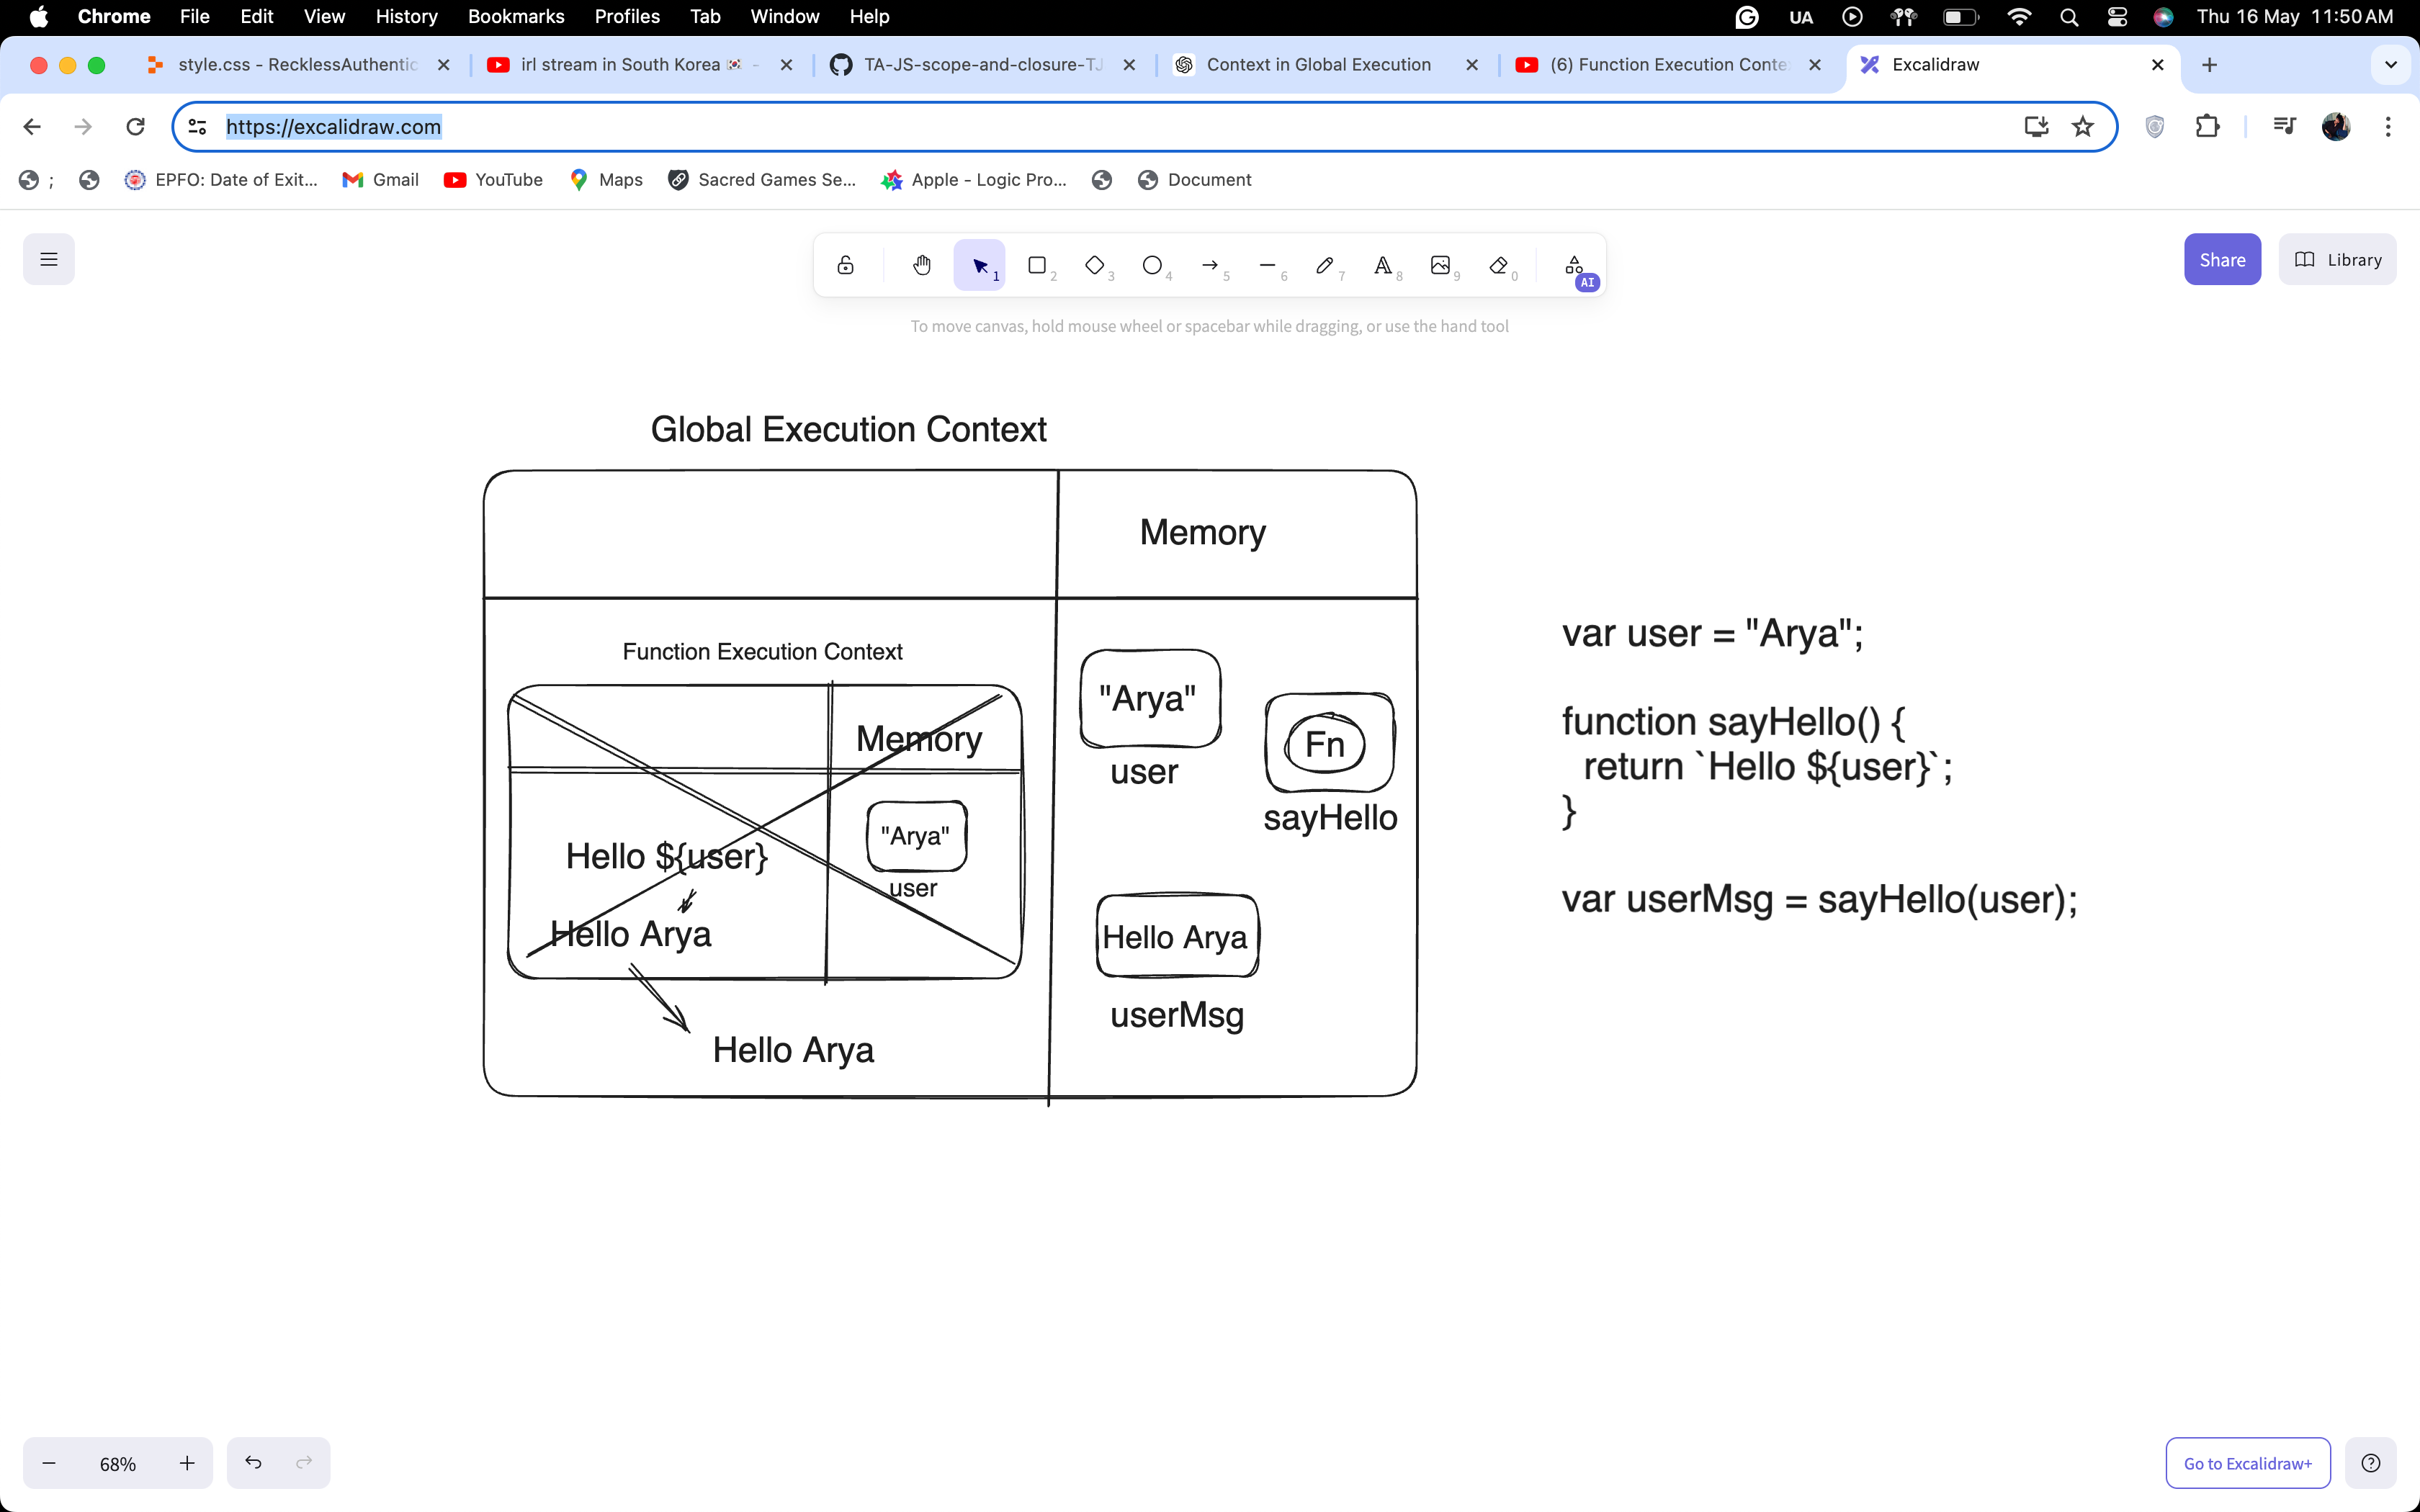 Chrome File Edit View History Bookmarks Profiles Tab Window Help UA Thu 16 May 11:50 AM
style.css - RecklessAuthentic irl stream in South Korea - TA-JS-scope-and-closure-TJ Context in Global Execution (6) Function Execution Conte Excalidraw
https://excalidraw.com
; EPFO: Date of Exit... Gmail YouTube Maps Sacred Games Se... Apple - Logic Pro... Document
1 2 3 4 5 6 7 8 9 0 AI
Share Library
To move canvas, hold mouse wheel or spacebar while dragging, or use the hand tool
Global Execution Context
Memory
Function Execution Context
Memory
"Arya"
user
Hello ${user}
Hello Arya
Hello Arya
"Arya"
user
Fn
sayHello
Hello Arya
userMsg
var user = "Arya";
function sayHello() {
return `Hello ${user}`;
}
var userMsg = sayHello(user);
68%
Go to Excalidraw+